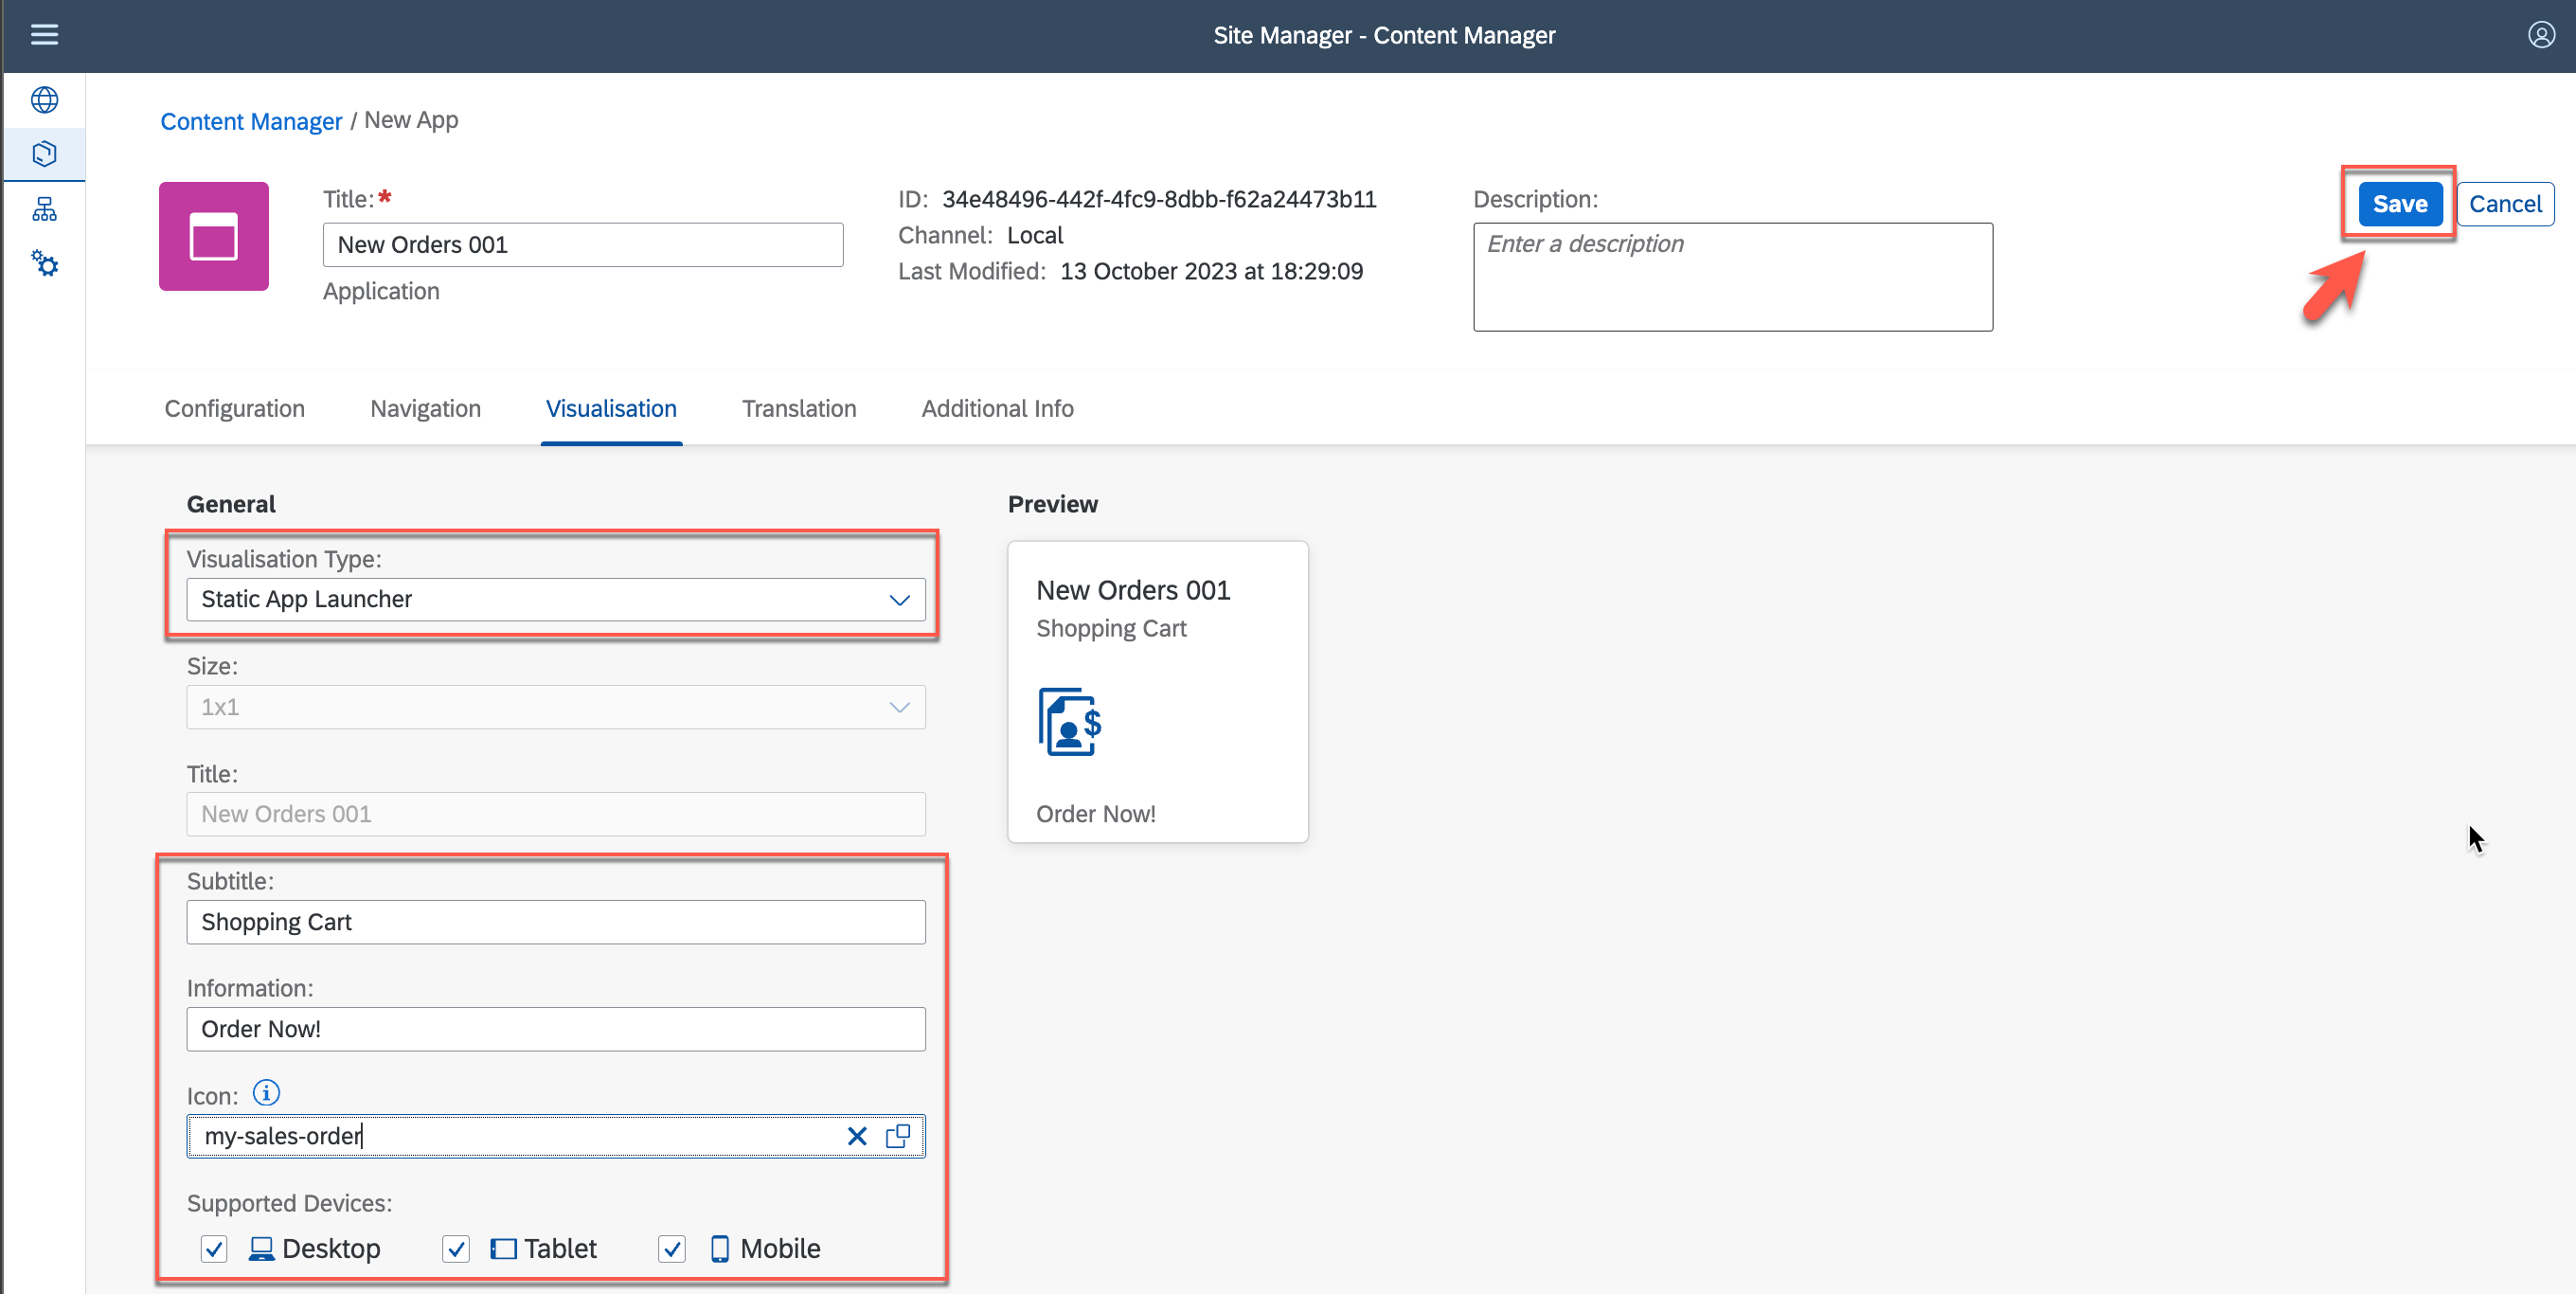 Site Manager - Content Manager
Content Manager / New App
Title:*
New Orders 001
Application
ID: 34e48496-442f-4fc9-8dbb-f62a24473b11
Channel: Local
Last Modified: 13 October 2023 at 18:29:09
Description:
Enter a description
Save
Cancel
Configuration
Navigation
Visualisation
Translation
Additional Info
General
Visualisation Type:
Static App Launcher
Size:
1x1
Title:
New Orders 001
Subtitle:
Shopping Cart
Information:
Order Now!
Icon:
my-sales-order
Supported Devices:
Desktop
Tablet
Mobile
Preview
New Orders 001
Shopping Cart
$
Order Now!